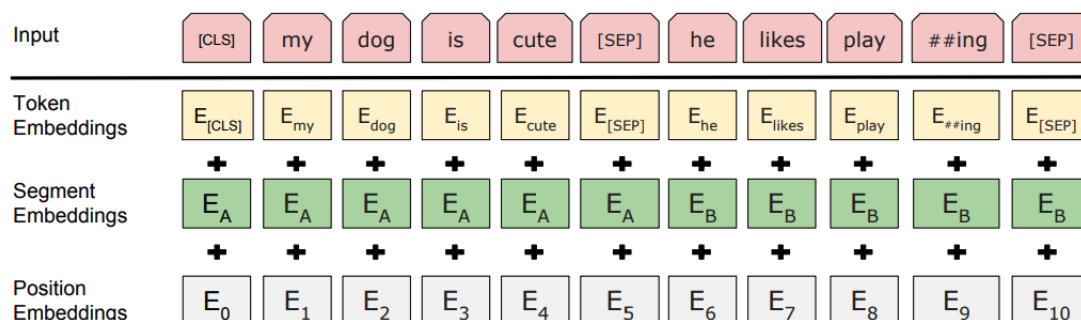 Input [CLS] my dog is cute [SEP] he likes play ##ing [SEP]
Token
Embeddings E[CLS] Emy Edog Eis Ecute E[SEP] Ehe Elikes Eplay E##ing E[SEP]
+ + + + + + + + + + +
Segment
Embeddings EA EA EA EA EA EA EB EB EB EB EB
+ + + + + + + + + + +
Position
Embeddings E0 E1 E2 E3 E4 E5 E6 E7 E8 E9 E10